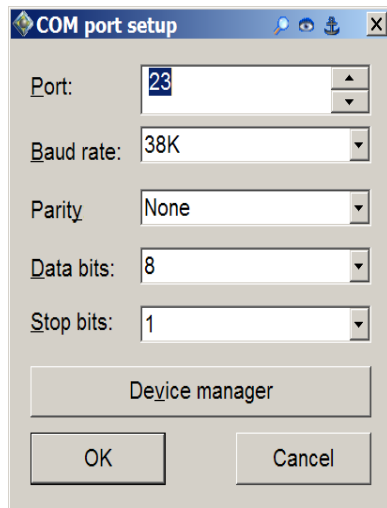 COM port setup
Port: 23
Baud rate: 38K
Parity None
Data bits: 8
Stop bits: 1
Device manager
OK Cancel